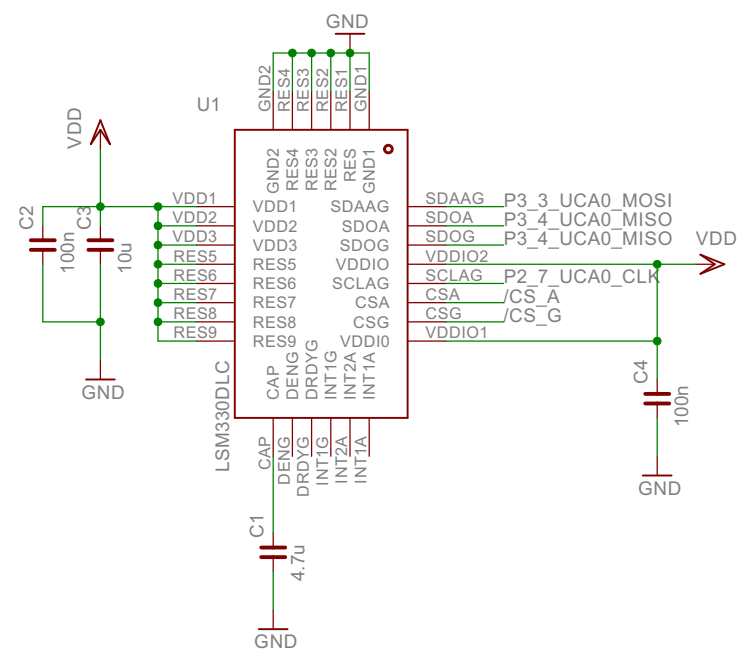 GND
U1
GND2
RES4
RES3
RES2
RES1
GND1
VDD
GND2
RES4
RES3
RES2
RES
GND1
C2
100n
C3
10u
GND
VDD1
VDD2
VDD3
RES5
RES6
RES7
RES8
RES9
VDD1
VDD2
VDD3
RES5
RES6
RES7
RES8
RES9
SDAAG
SDOA
SDOG
VDDIO
SCLAG
CSA
CSG
VDDI0
SDAAG P3_3_UCA0_MOSI
SDOA P3_4_UCA0_MISO
SDOG P3_4_UCA0_MISO
VDDIO2
VDD
SCLAG P2_7_UCA0_CLK
CSA /CS_A
CSG /CS_G
VDDIO1
C4
100n
GND
CAP
DENG
DRDYG
INT1G
INT2A
INT1A
LSM330DLC
CAP
DENG
DRDYG
INT1G
INT2A
INT1A
C1
4.7u
GND